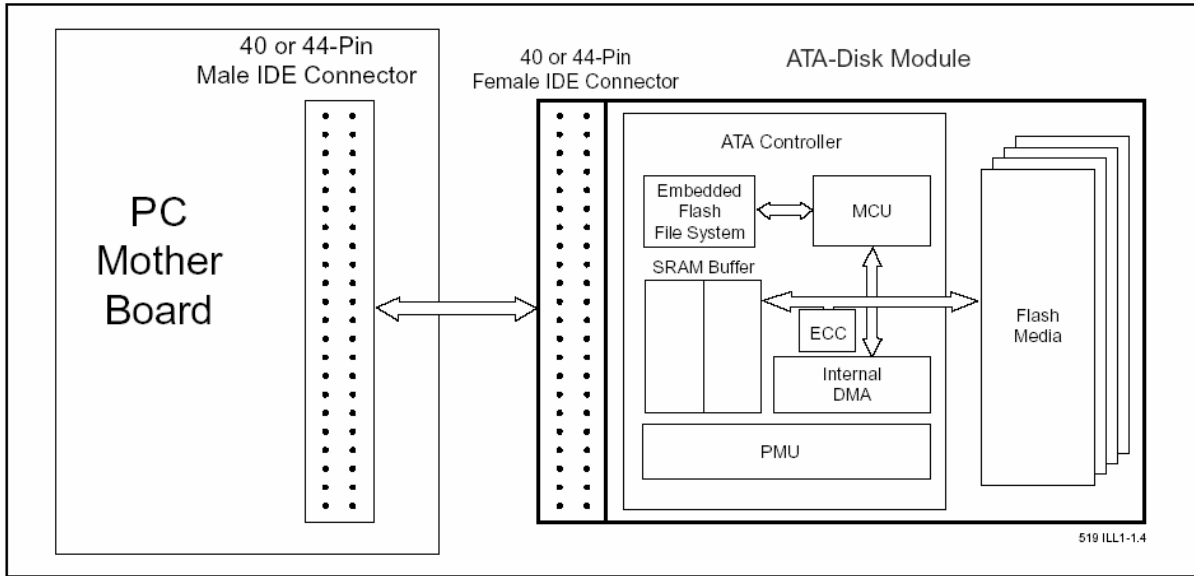 40 or 44-Pin
Male IDE Connector
PC
Mother
Board
40 or 44-Pin
Female IDE Connector
ATA-Disk Module
ATA Controller
Embedded
Flash
File System
MCU
SRAM Buffer
ECC
Internal
DMA
PMU
Flash
Media
519 ILL1-1.4